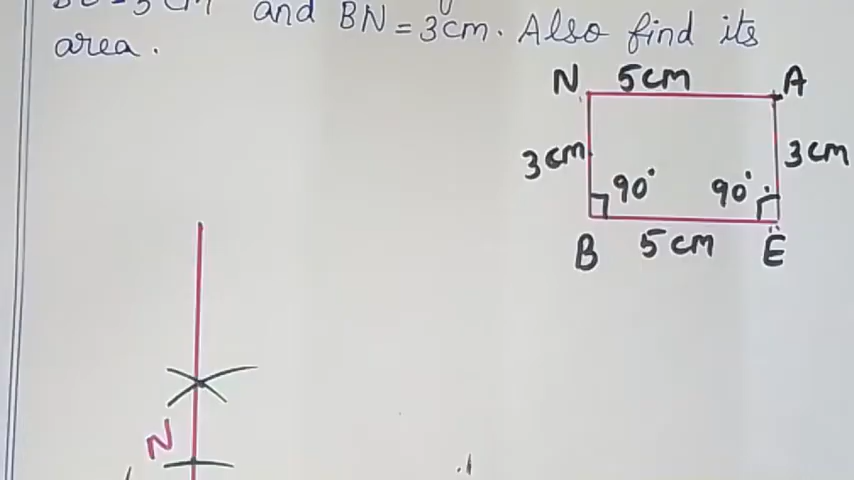 and BN = 3cm. Also find its
area.
N 5cm A
3cm 3cm
90° 90°
B 5cm E
N